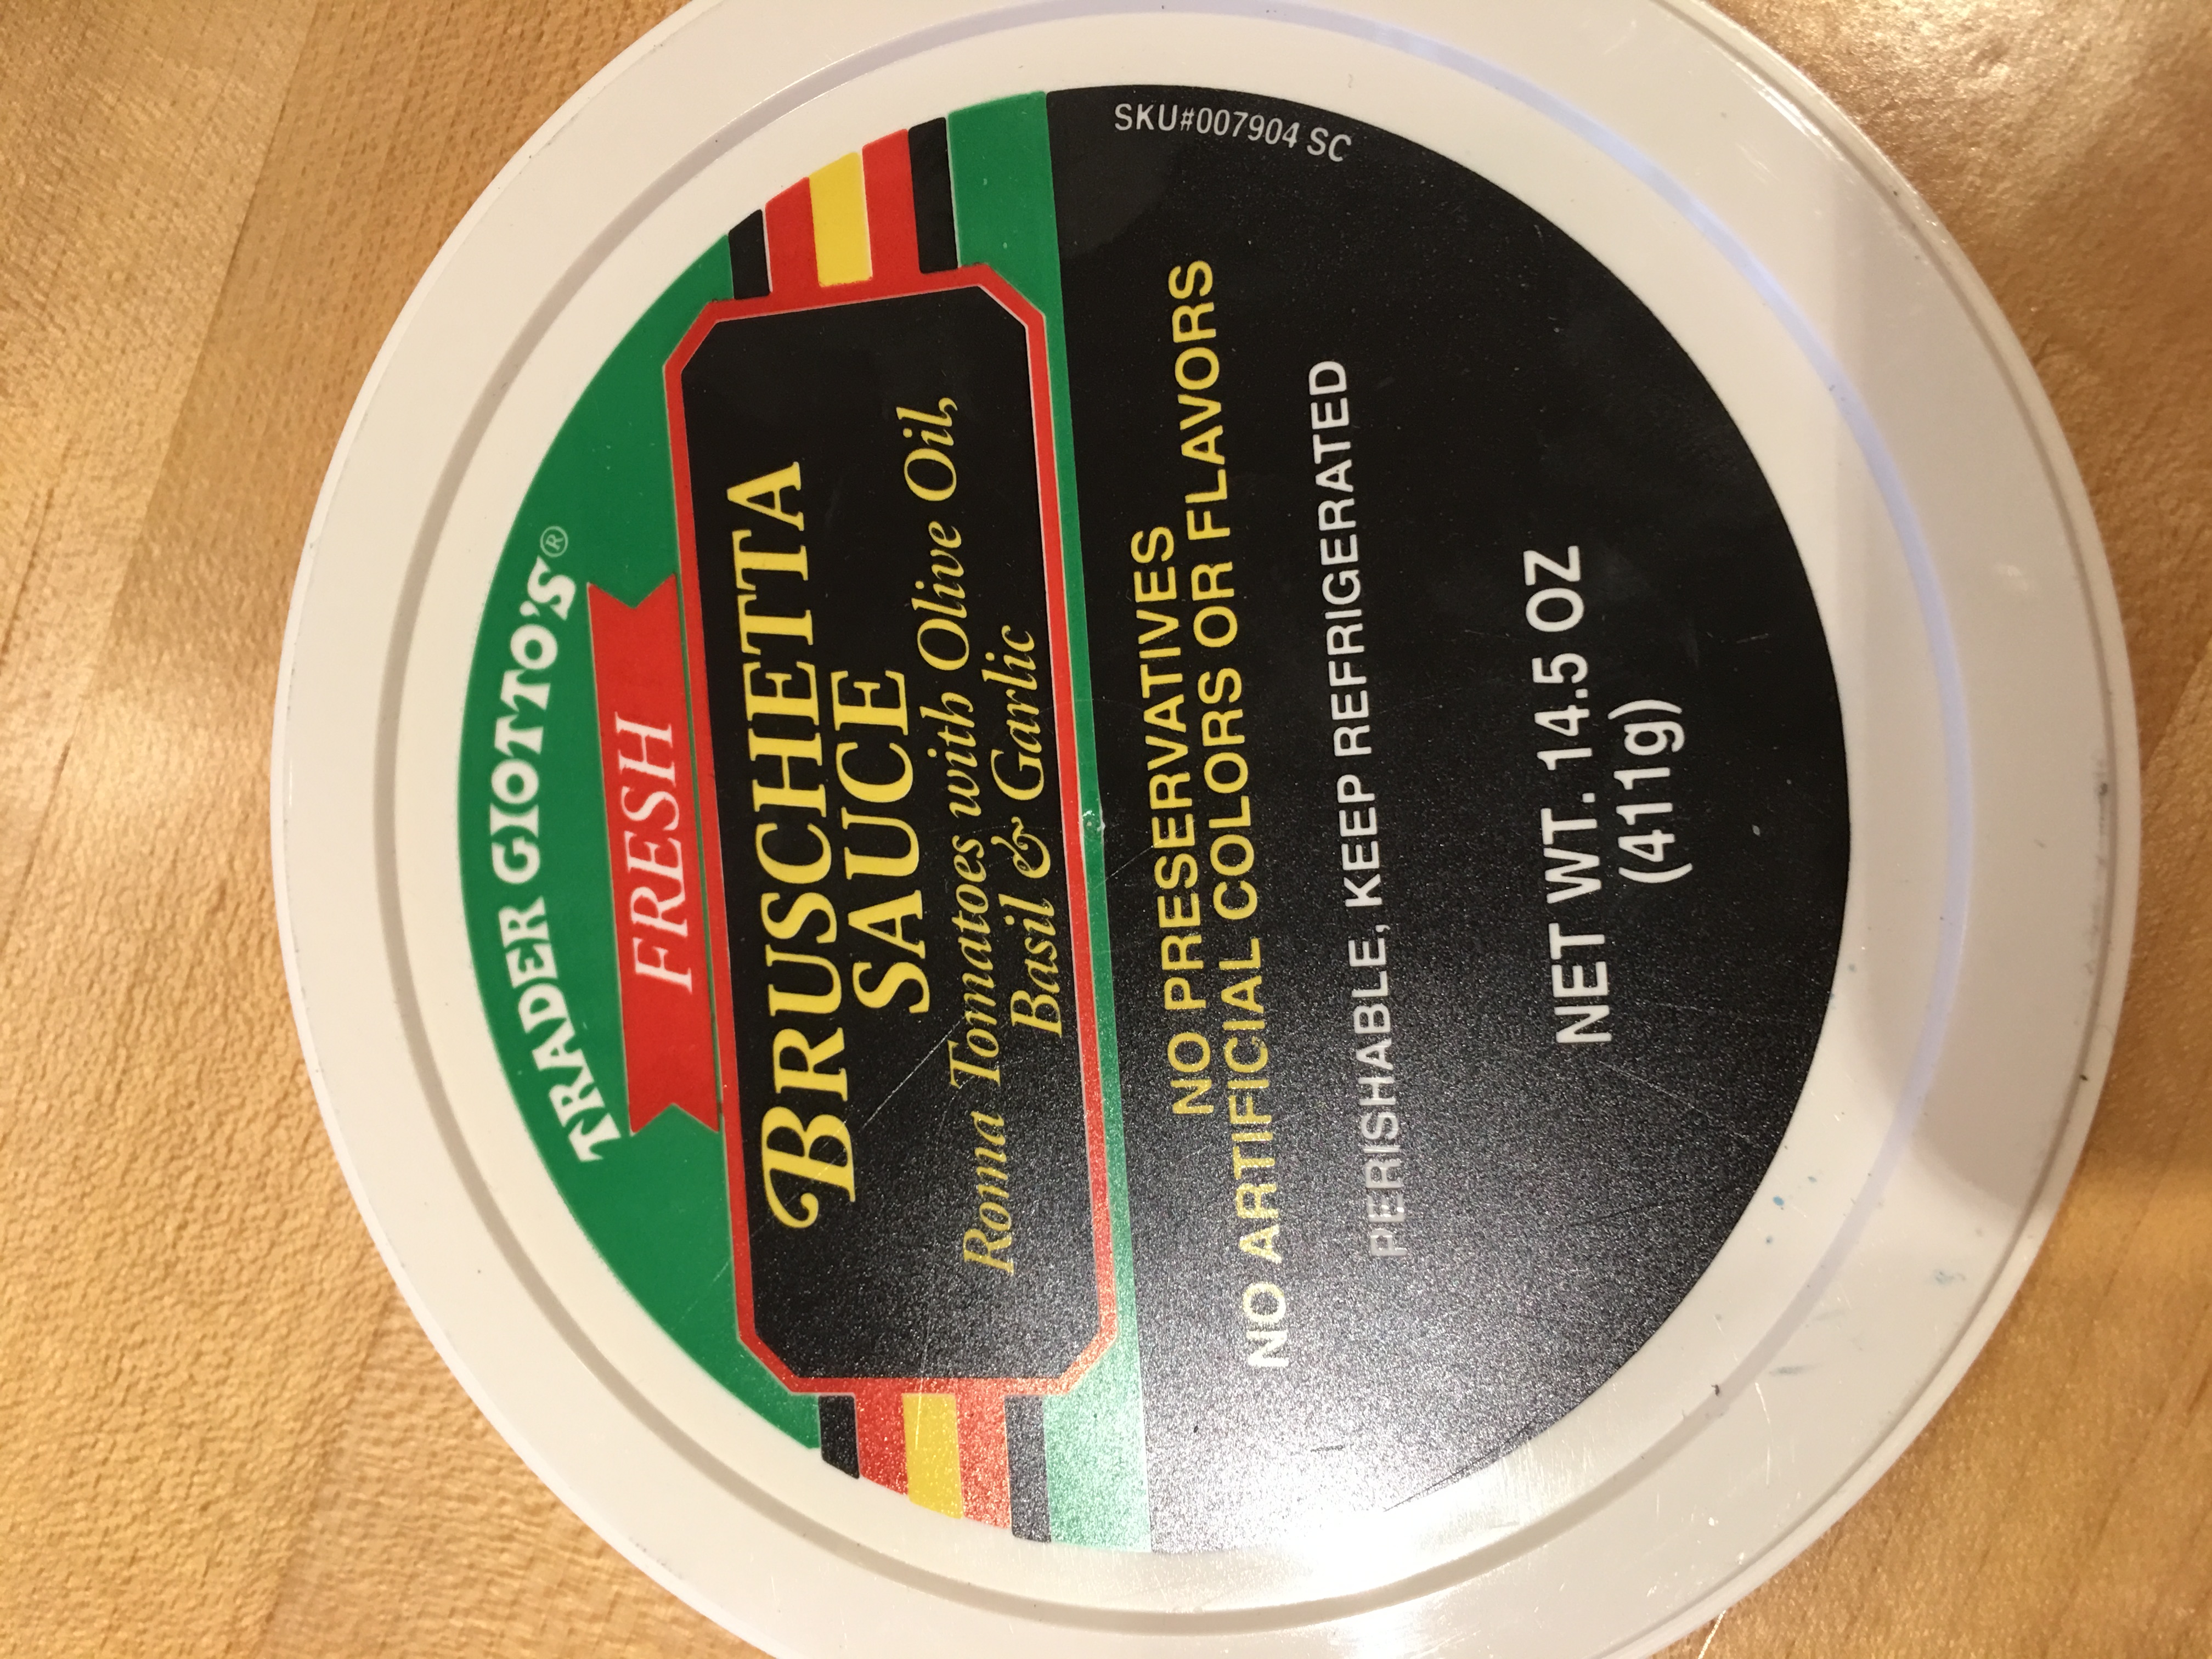 TRADER GIOTTO'S®
FRESH
BRUSCHETTA
SAUCE
Roma Tomatoes with Olive Oil,
Basil & Garlic
SKU#007904 SC
NO PRESERVATIVES
NO ARTIFICIAL COLORS OR FLAVORS
PERISHABLE, KEEP REFRIGERATED
NET WT. 14.5 OZ
(411g)